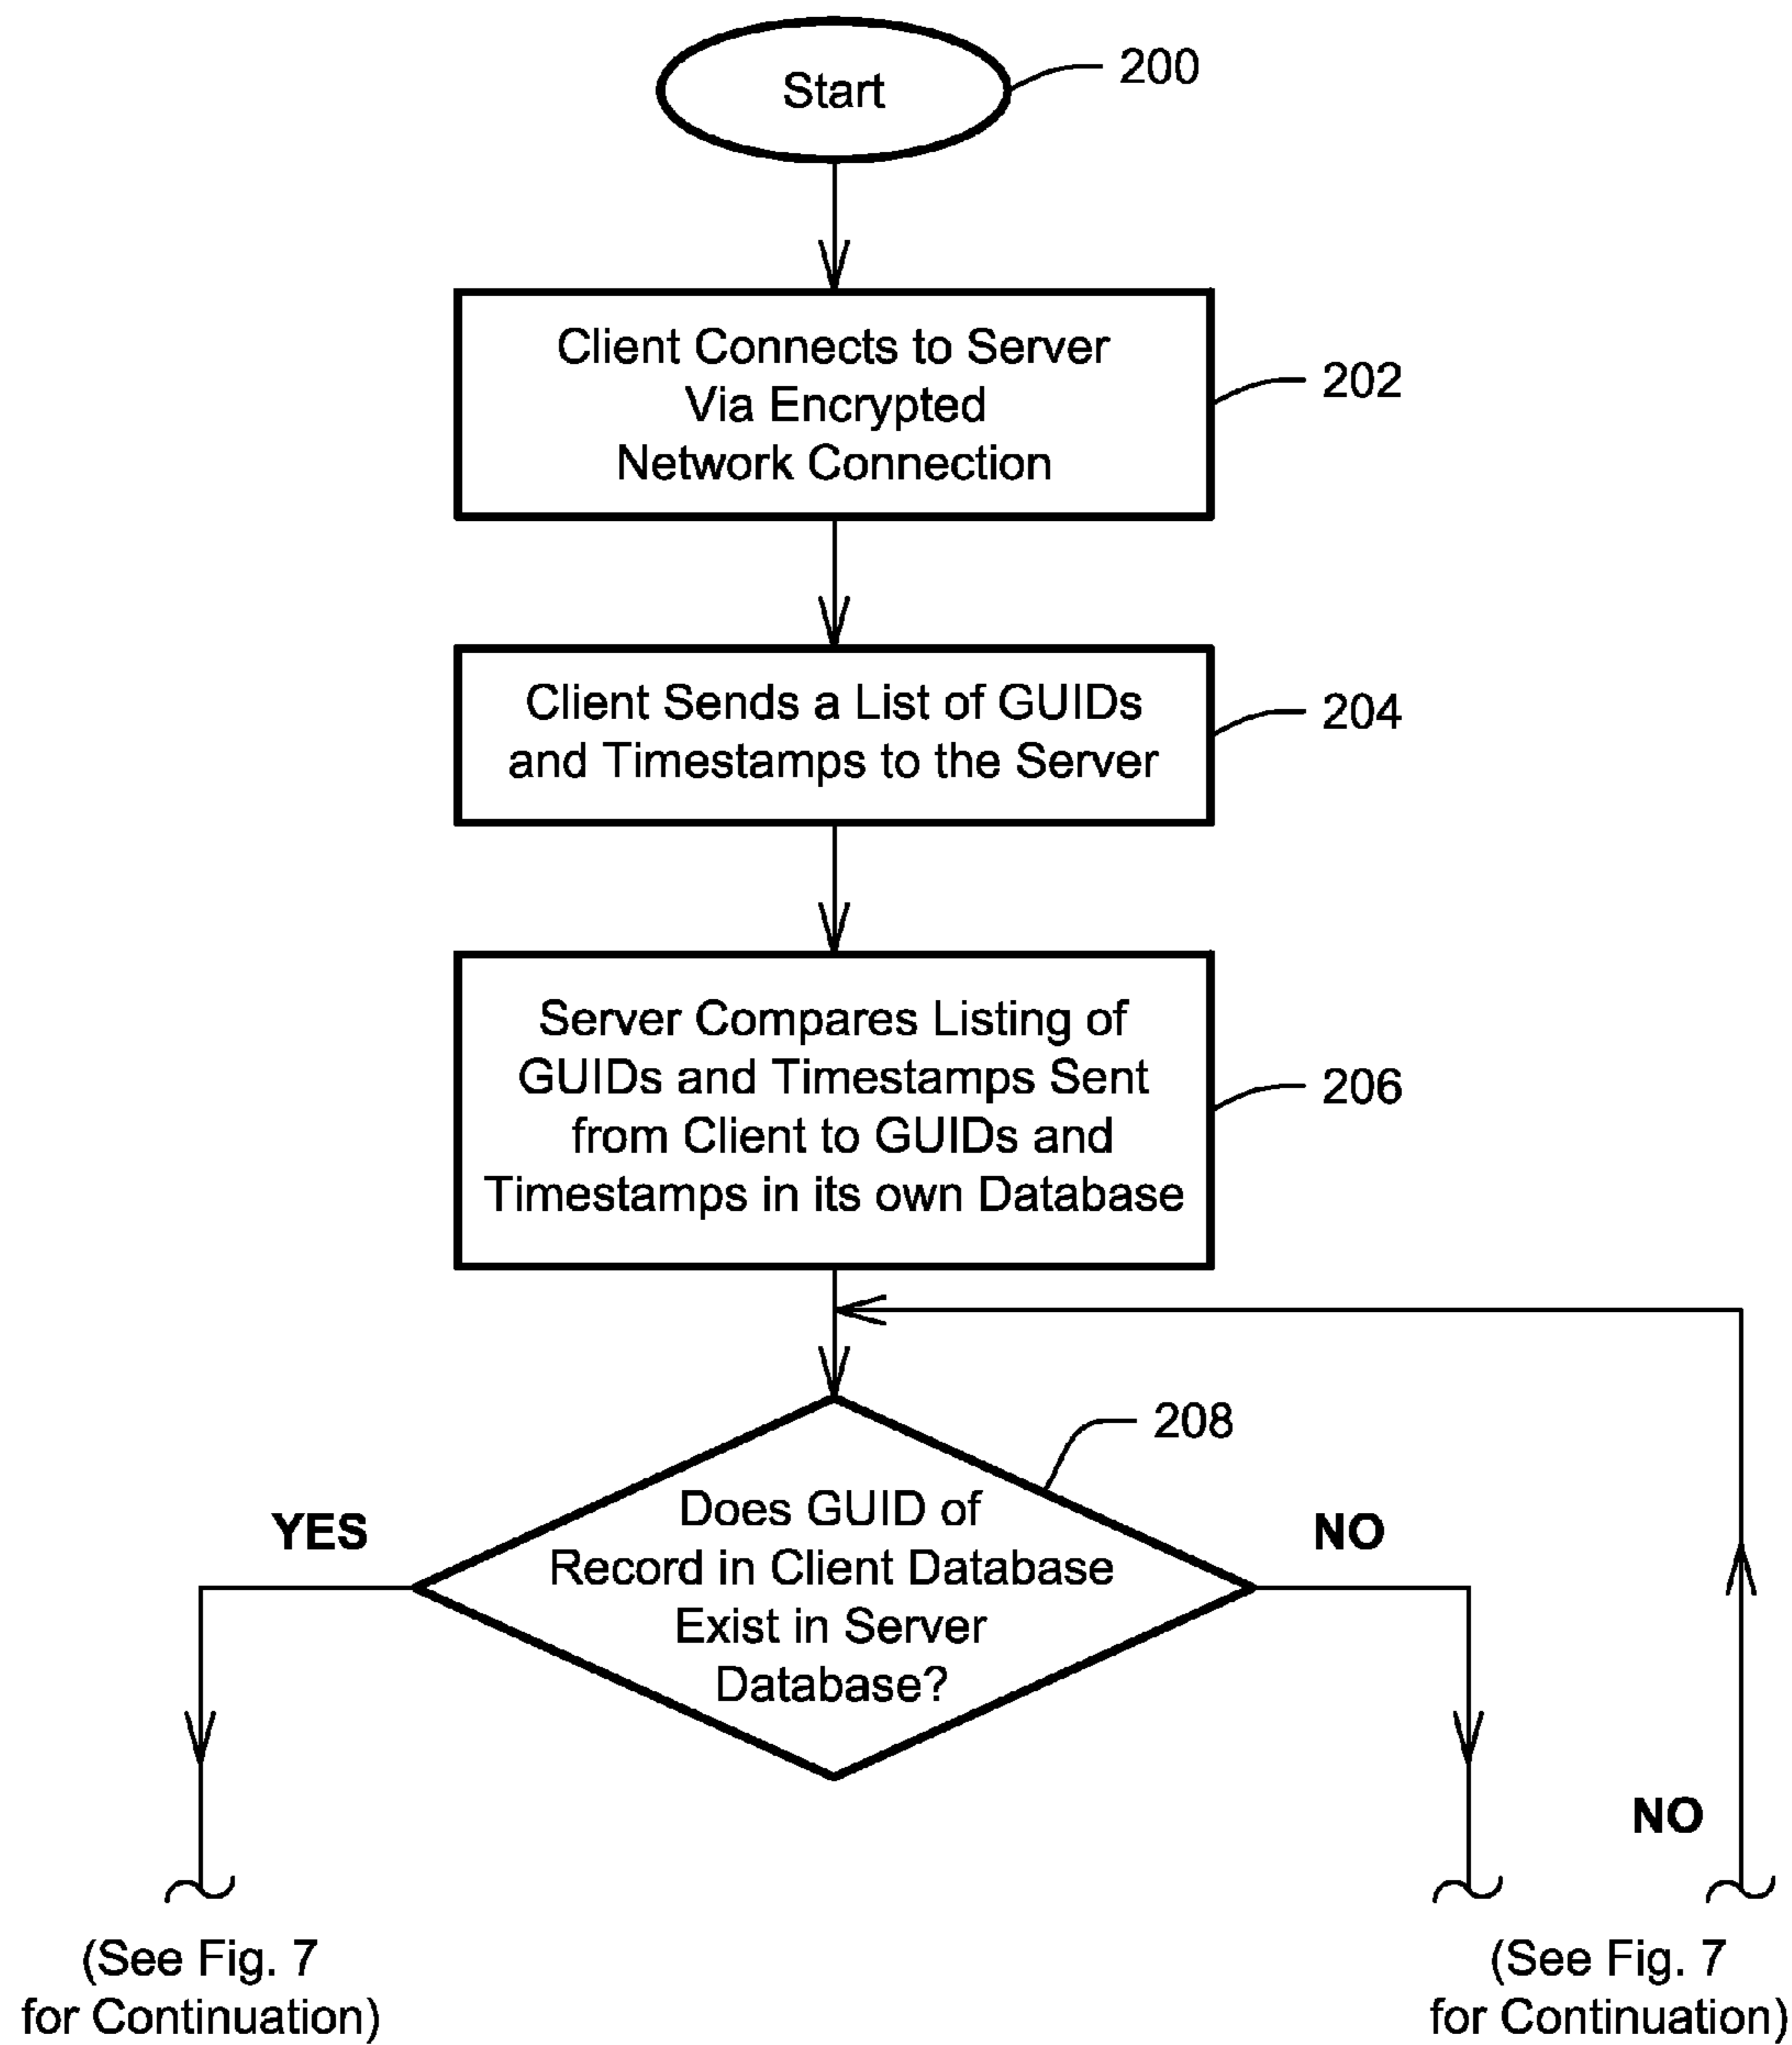 Start
200
Client Connects to Server
Via Encrypted
Network Connection
202
Client Sends a List of GUIDs
and Timestamps to the Server
204
Server Compares Listing of
GUIDs and Timestamps Sent
from Client to GUIDs and
Timestamps in its own Database
206
208
Does GUID of
Record in Client Database
Exist in Server
Database?
YES
NO
NO
(See Fig. 7
for Continuation)
(See Fig. 7
for Continuation)